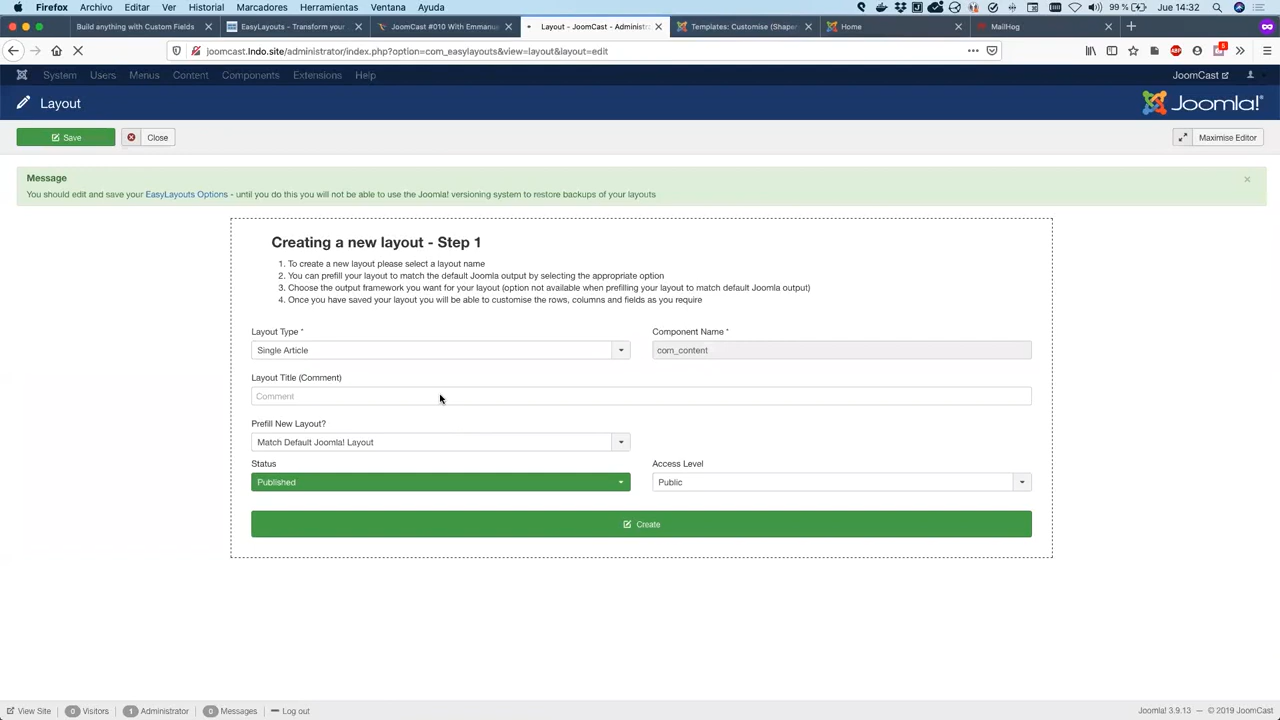 Firefox Archivo Editar Ver Historial Marcadores Herramientas Ventana Ayuda 99 % Jue 14:32
Build anything with Custom Fields EasyLayouts - Transform your JoomCast #010 With Emmanue Layout - JoomCast - Administra Templates: Customise (Shaper Home MailHog
joomcast.lndo.site/administrator/index.php?option=com_easylayouts&view=layout&layout=edit
System Users Menus Content Components Extensions Help JoomCast
Layout Joomla!
Save Close Maximise Editor
Message
You should edit and save your EasyLayouts Options - until you do this you will not be able to use the Joomla! versioning system to restore backups of your layouts
Creating a new layout - Step 1
1. To create a new layout please select a layout name
2. You can prefill your layout to match the default Joomla output by selecting the appropriate option
3. Choose the output framework you want for your layout (option not available when prefilling your layout to match default Joomla output)
4. Once you have saved your layout you will be able to customise the rows, columns and fields as you require
Layout Type * Component Name *
Single Article com_content
Layout Title (Comment)
Comment
Prefill New Layout?
Match Default Joomla! Layout
Status Access Level
Published Public
Create
View Site 0 Visitors 1 Administrator 0 Messages Log out Joomla! 3.9.13 — © 2019 JoomCast